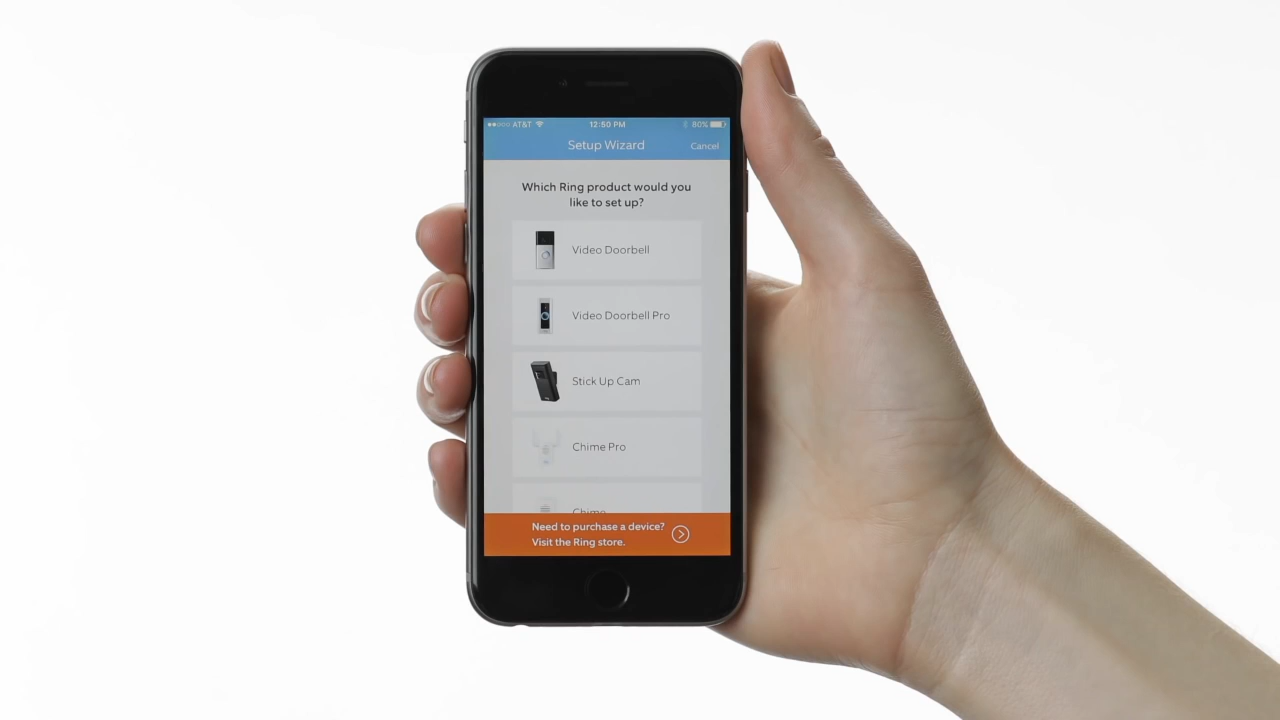 AT&T 12:50 PM 80%
Setup Wizard Cancel
Which Ring product would you
like to set up?
Video Doorbell
Video Doorbell Pro
Stick Up Cam
Chime Pro
Chime
Need to purchase a device?
Visit the Ring store.